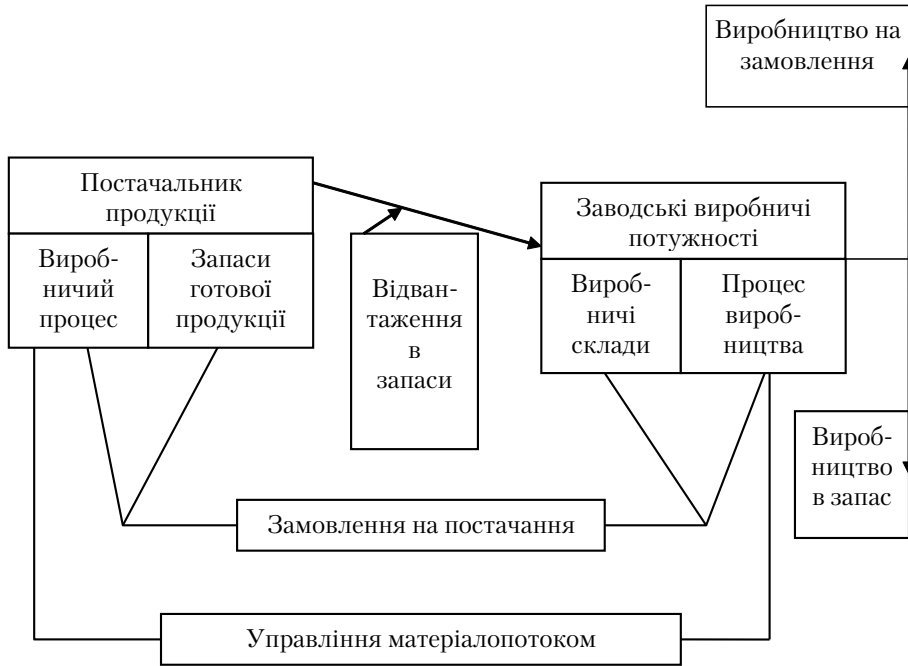 Виробництво на
замовлення
Постачальник
продукції
Вироб-
ничий
процес
Запаси
готової
продукції
Відван-
таження
в
запаси
Заводські виробничі
потужності
Вироб-
ничі
склади
Процес
вироб-
ництва
Вироб-
ництво
в запас
Замовлення на постачання
Управління матеріалопотоком